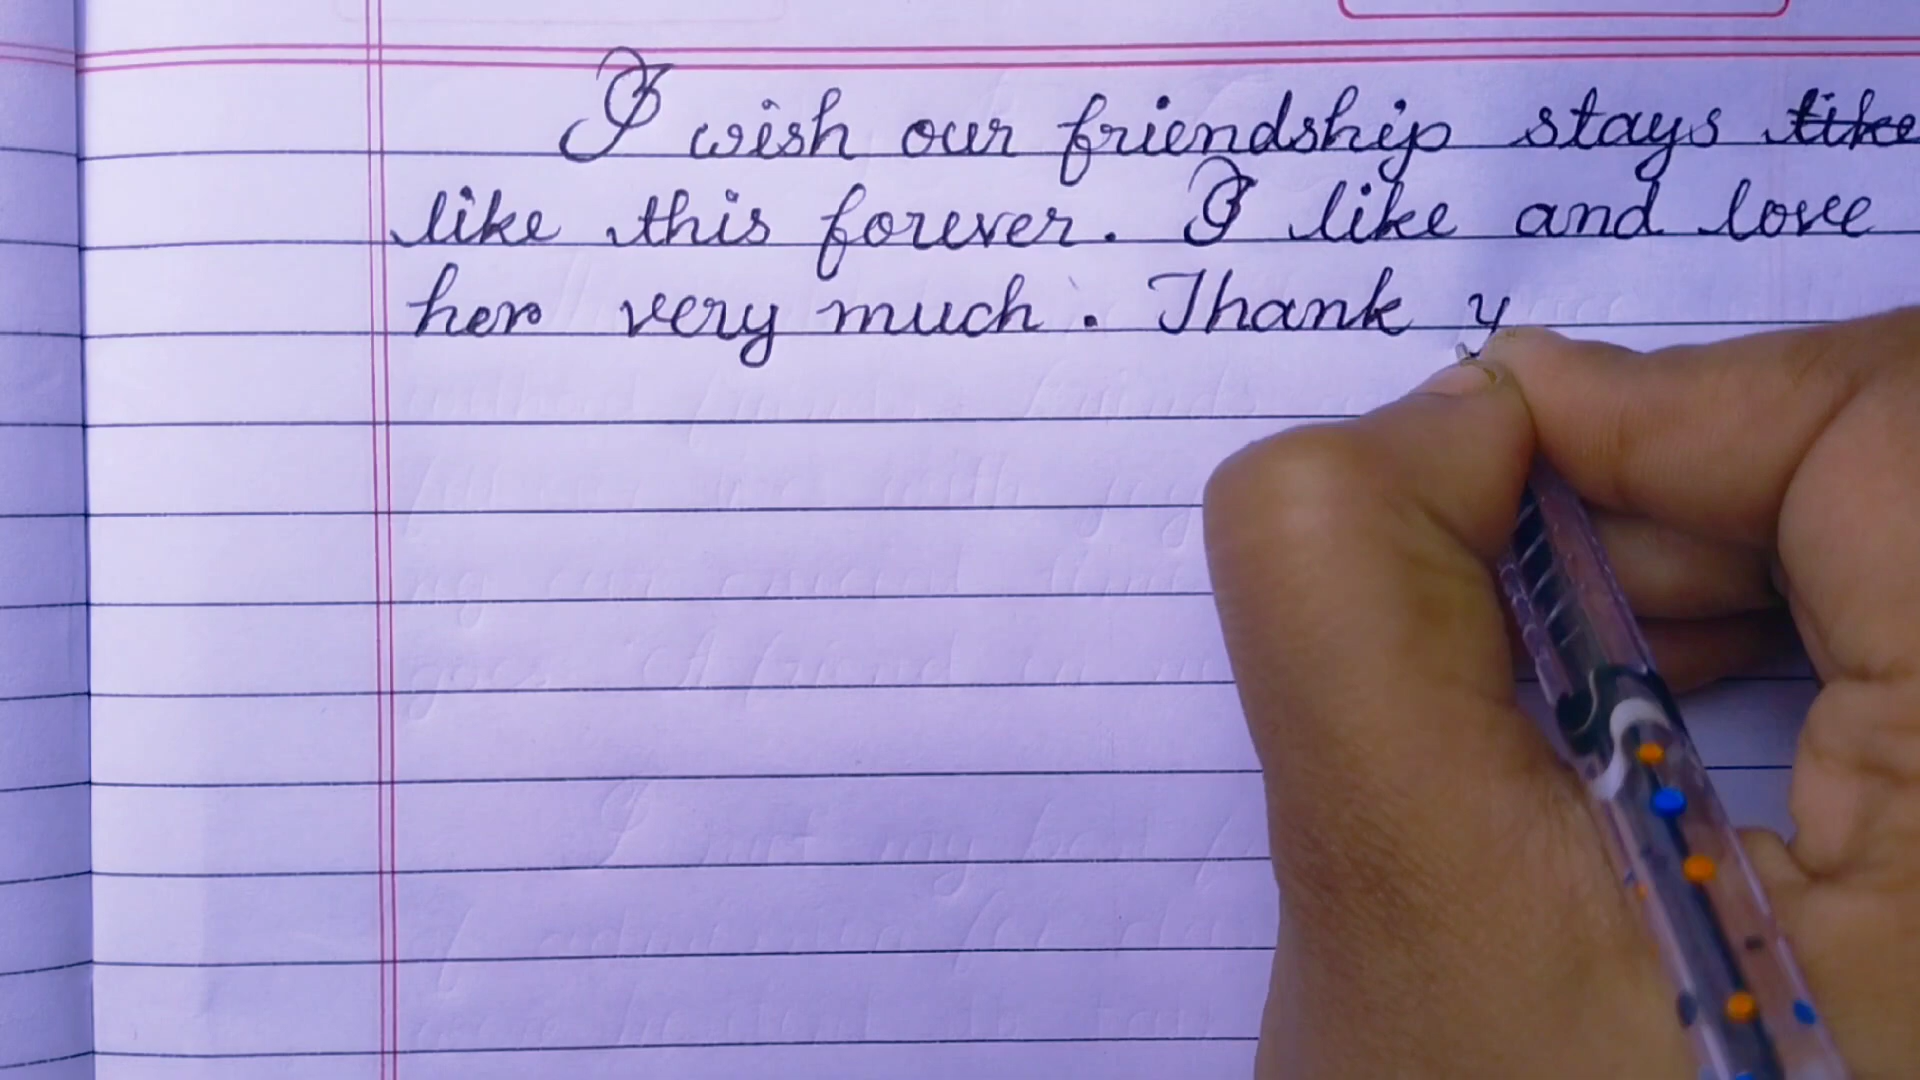 I wish our friendship stays like
like this forever. I like and love
her very much. Thank y